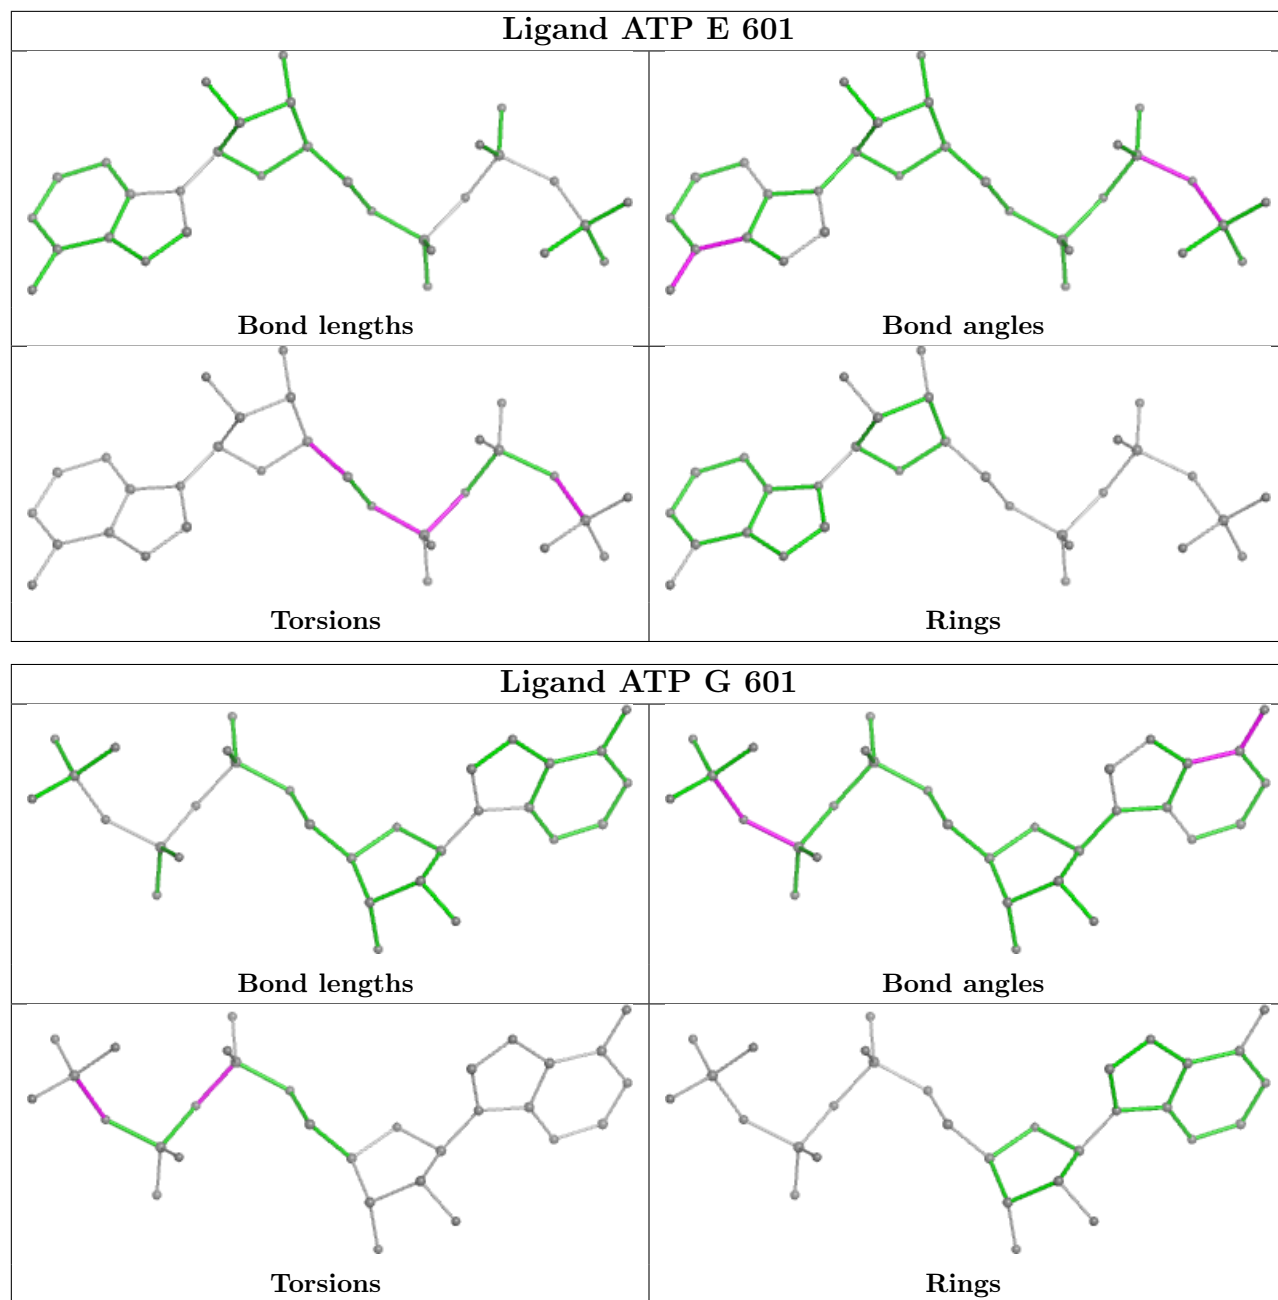 Ligand ATP E 601
Bond lengths
Bond angles
Torsions
Rings
Ligand ATP G 601
Bond lengths
Bond angles
Torsions
Rings